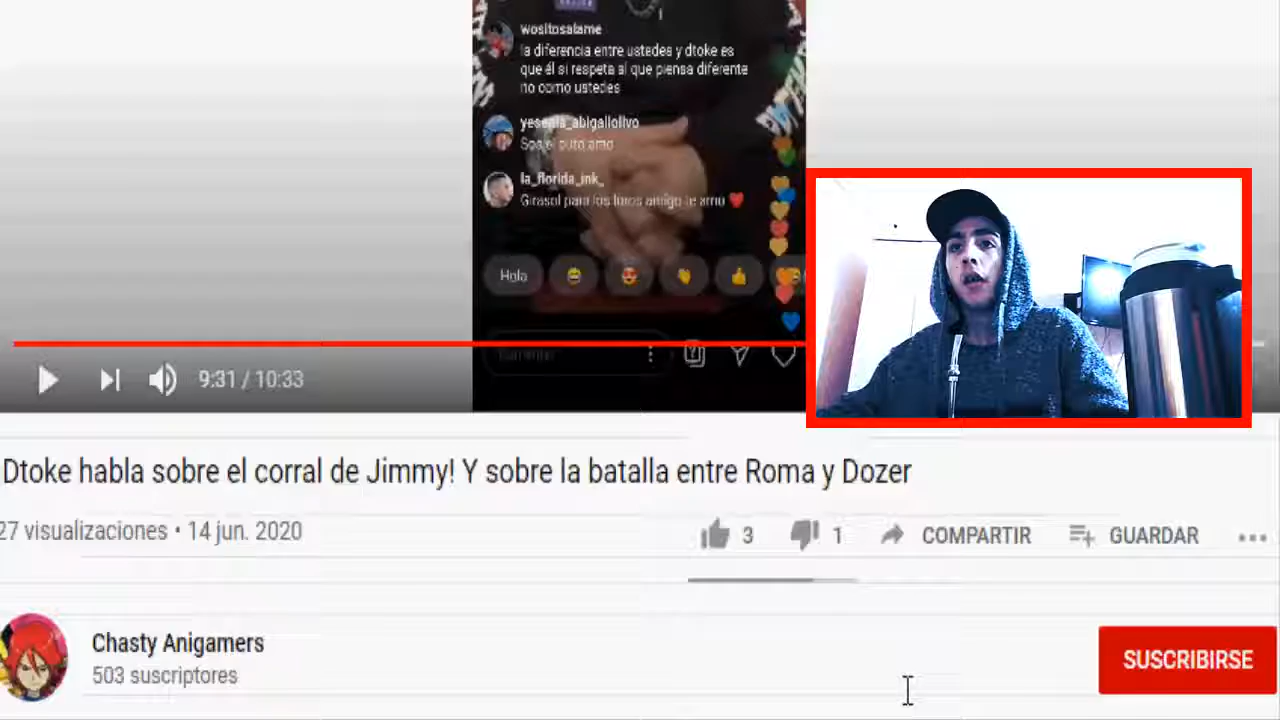 wositosalame
la diferencia entre ustedes y dtoke es
que él si respeta al que piensa diferente
no como ustedes
yesenia_abigailolivo
Sos el puto amo
la_florida_ink_
Girasol para los loros amigo te amo ❤️
Hola
9:31 / 10:33
Dtoke habla sobre el corral de Jimmy! Y sobre la batalla entre Roma y Dozer
27 visualizaciones • 14 jun. 2020
3
1
COMPARTIR
GUARDAR
Chasty Anigamers
503 suscriptores
SUSCRIBIRSE